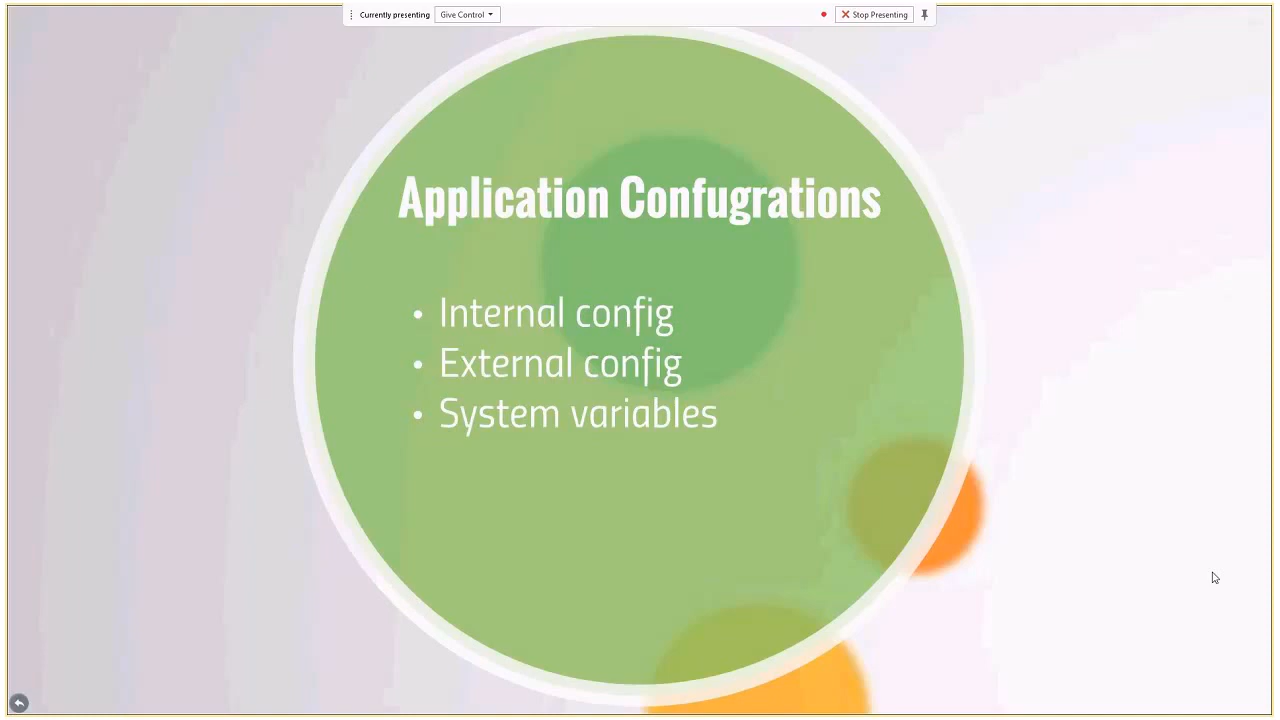 Currently presenting Give Control Stop Presenting
Application Confugrations
• Internal config
• External config
• System variables